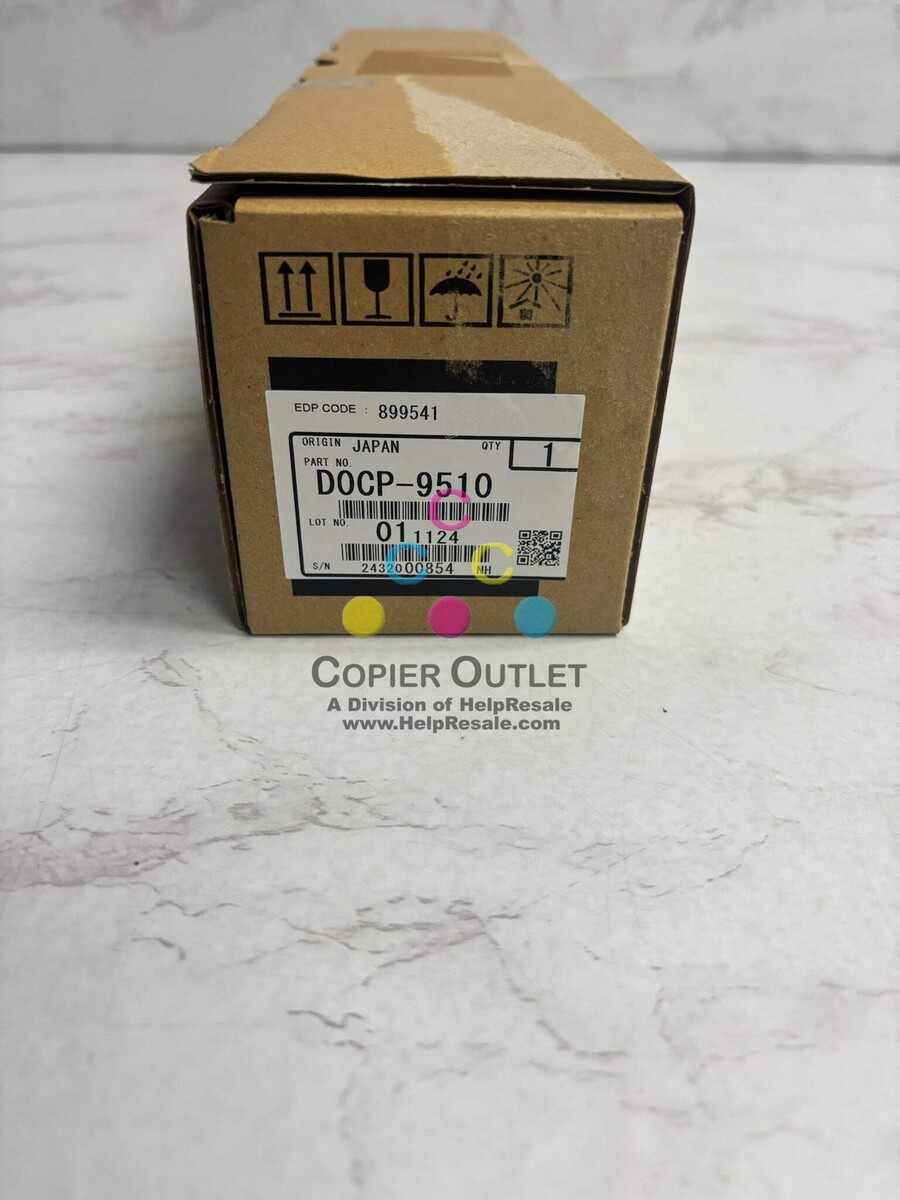 EDP CODE : 899541
ORIGIN JAPAN QTY 1
PART NO.
D0CP-9510
C
LOT NO. 01 1124
C C
S/N 2432000854 NH
COPIER OUTLET
A Division of HelpResale
www.HelpResale.com